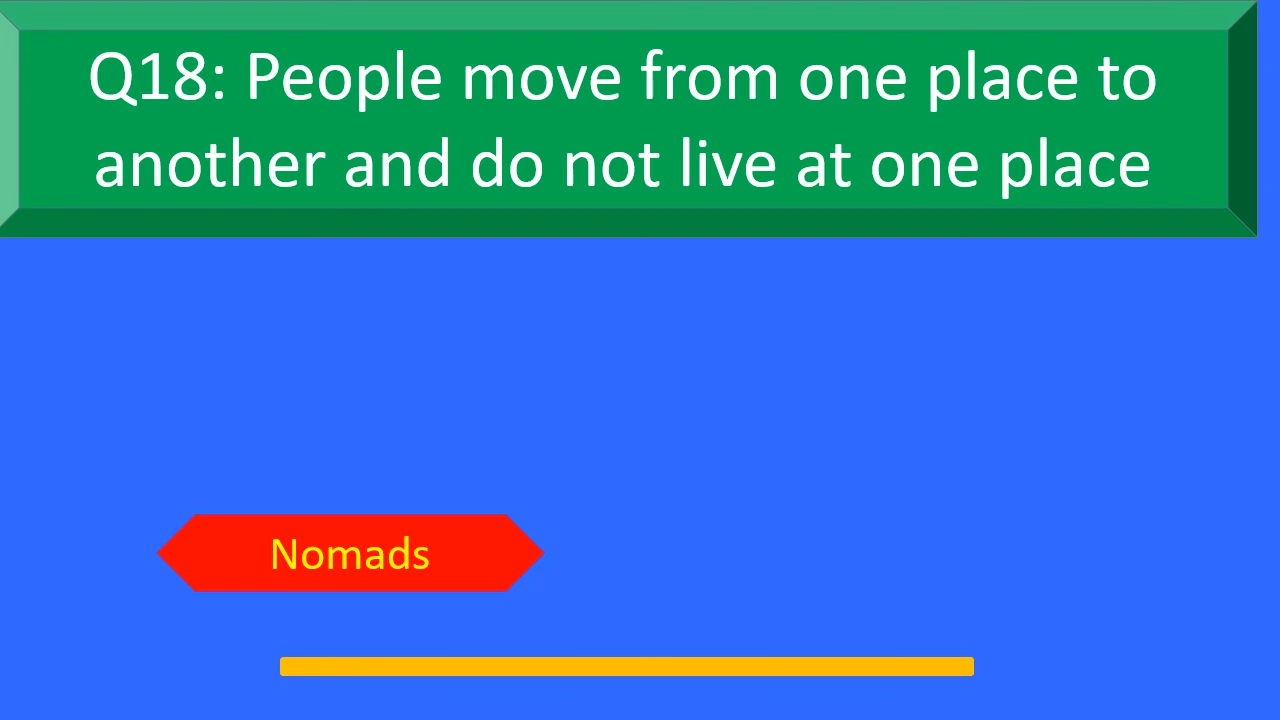 Q18: People move from one place to
another and do not live at one place
Nomads